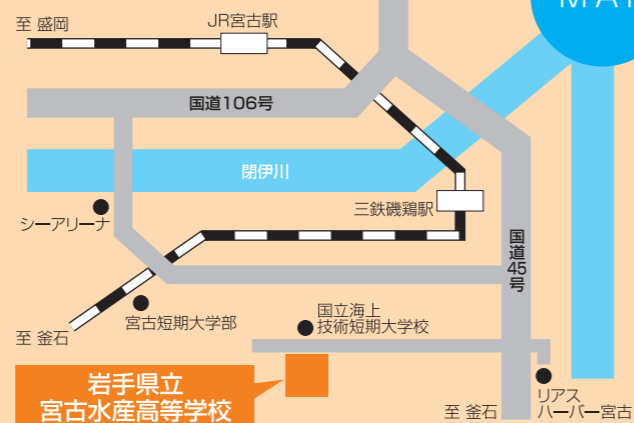 至 盛岡
JR宮古駅
MAP
国道106号
閉伊川
シーアリーナ
三鉄磯鶏駅
国道45号
宮古短期大学部
国立海上
技術短期大学校
至 釜石
岩手県立
宮古水産高等学校
至 釜石
リアス
ハーバー宮古